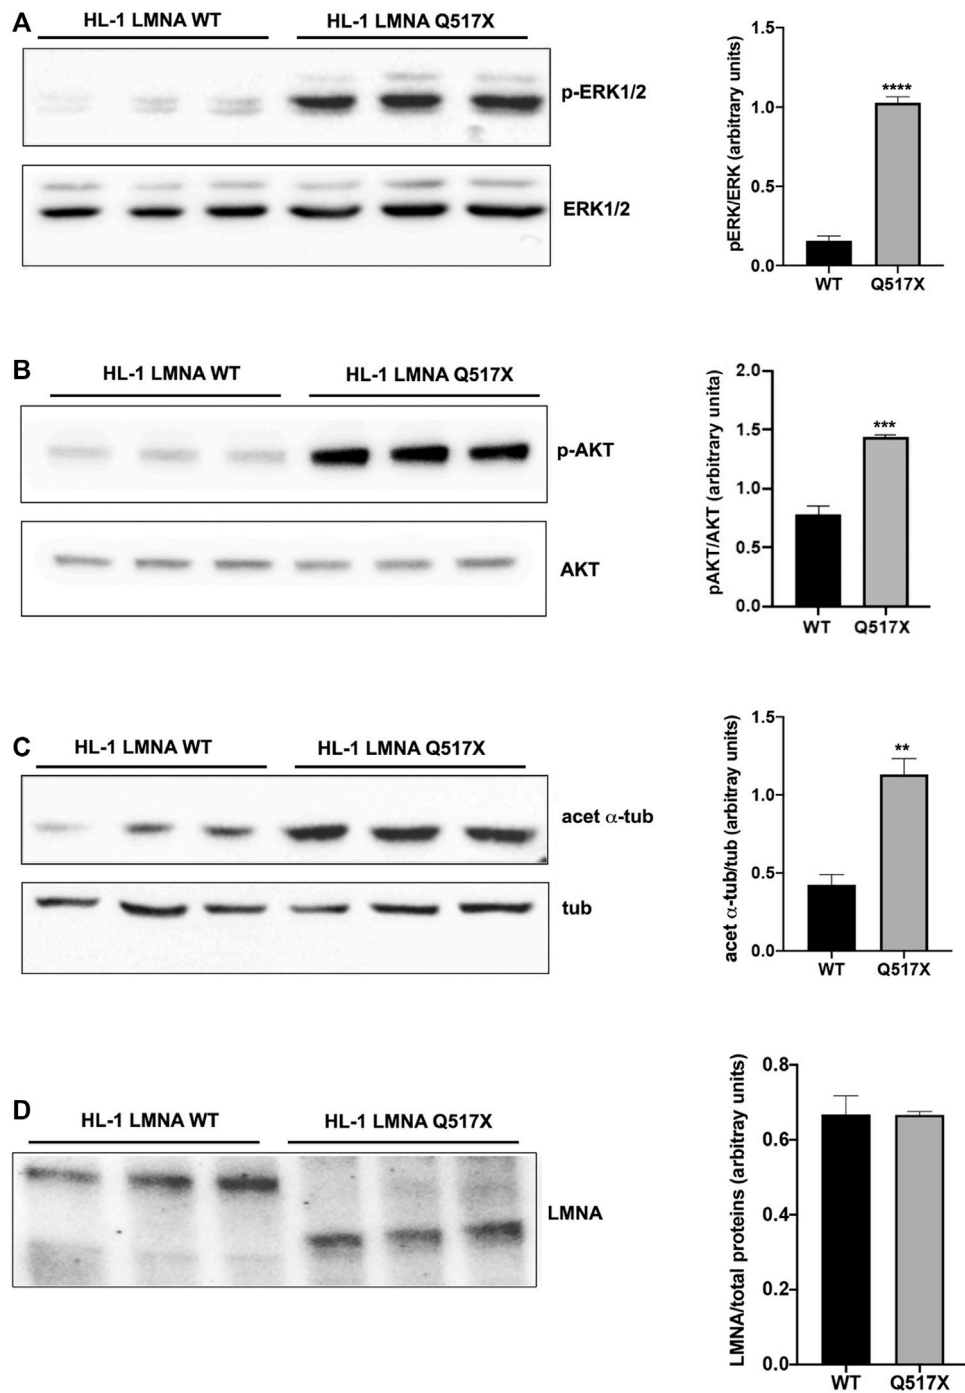 A
HL-1 LMNA WT
HL-1 LMNA Q517X
p-ERK1/2
ERK1/2
pERK/ERK (arbitrary units)
1.5
1.0
0.5
0.0
****
WT
Q517X
B
HL-1 LMNA WT
HL-1 LMNA Q517X
p-AKT
AKT
pAKT/AKT (arbitrary unita)
2.0
1.5
1.0
0.5
0.0
***
WT
Q517X
C
HL-1 LMNA WT
HL-1 LMNA Q517X
acet α-tub
tub
acet α-tub/tub (arbitray units)
1.5
1.0
0.5
0.0
**
WT
Q517X
D
HL-1 LMNA WT
HL-1 LMNA Q517X
LMNA
LMNA/total proteins (arbitray units)
0.8
0.6
0.4
0.2
0.0
WT
Q517X